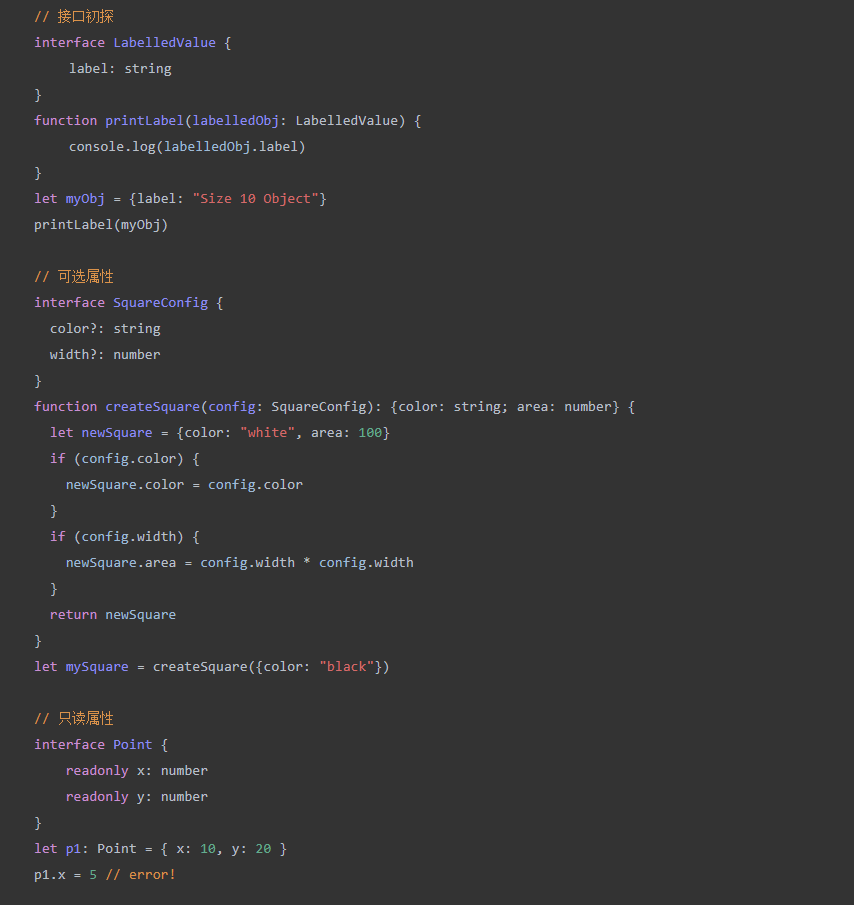 // 接口初探
interface LabelledValue {
    label: string
}
function printLabel(labelledObj: LabelledValue) {
    console.log(labelledObj.label)
}
let myObj = {label: "Size 10 Object"}
printLabel(myObj)

// 可选属性
interface SquareConfig {
  color?: string
  width?: number
}
function createSquare(config: SquareConfig): {color: string; area: number} {
  let newSquare = {color: "white", area: 100}
  if (config.color) {
    newSquare.color = config.color
  }
  if (config.width) {
    newSquare.area = config.width * config.width
  }
  return newSquare
}
let mySquare = createSquare({color: "black"})

// 只读属性
interface Point {
    readonly x: number
    readonly y: number
}
let p1: Point = { x: 10, y: 20 }
p1.x = 5 // error!